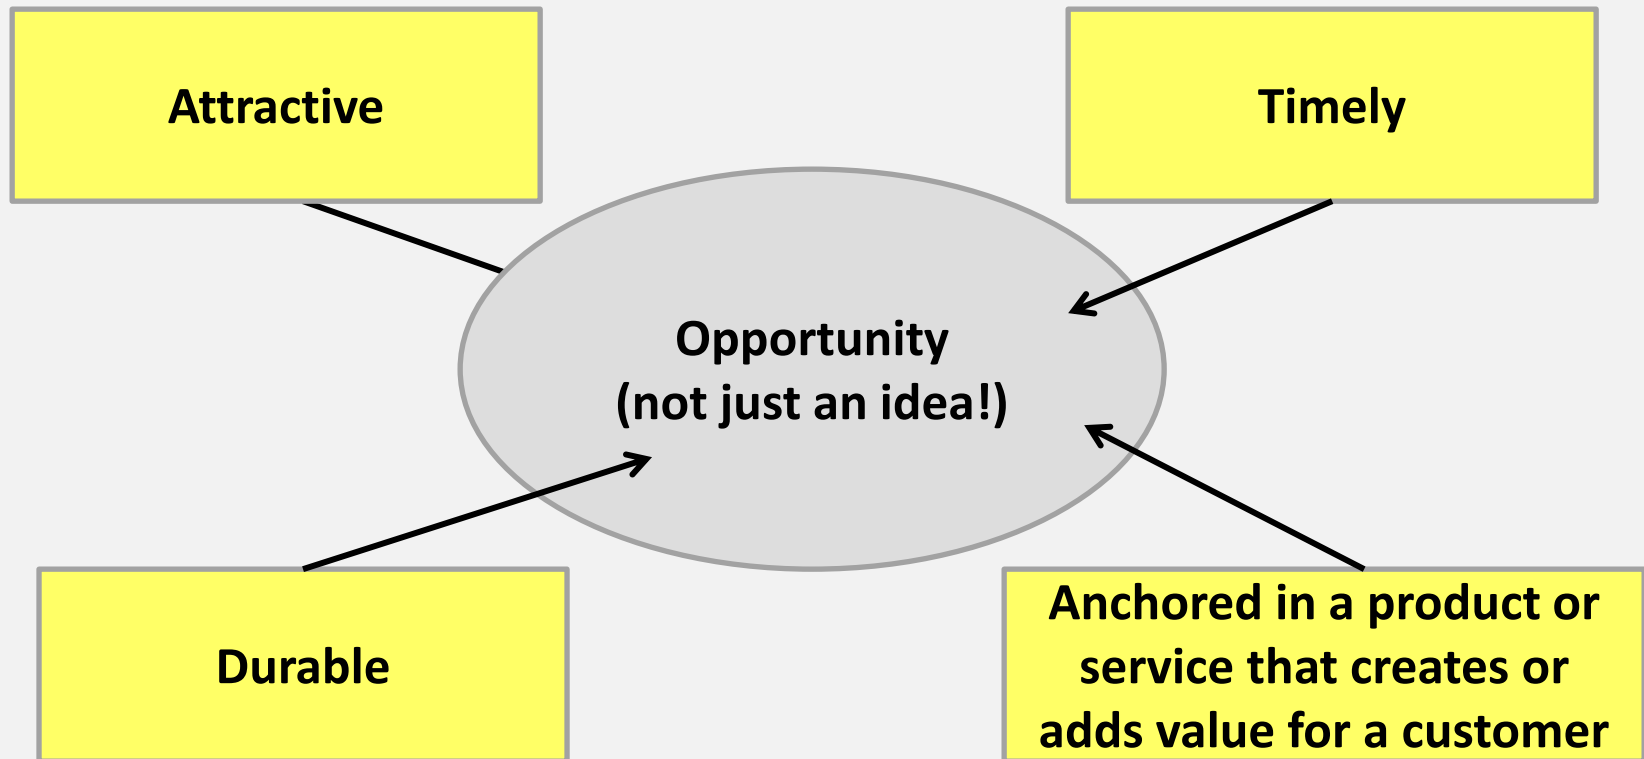 Attractive
Timely
Opportunity
(not just an idea!)
Durable
Anchored in a product or
service that creates or
adds value for a customer